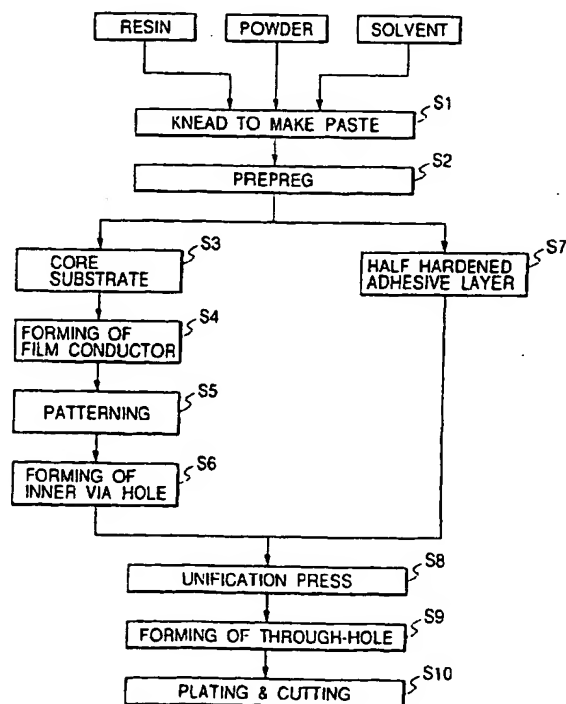 RESIN
POWDER
SOLVENT
S1
KNEAD TO MAKE PASTE
S2
PREPREG
S3
CORE
SUBSTRATE
S7
HALF HARDENED
ADHESIVE LAYER
S4
FORMING OF
FILM CONDUCTOR
S5
PATTERNING
S6
FORMING OF
INNER VIA HOLE
S8
UNIFICATION PRESS
S9
FORMING OF THROUGH-HOLE
S10
PLATING & CUTTING